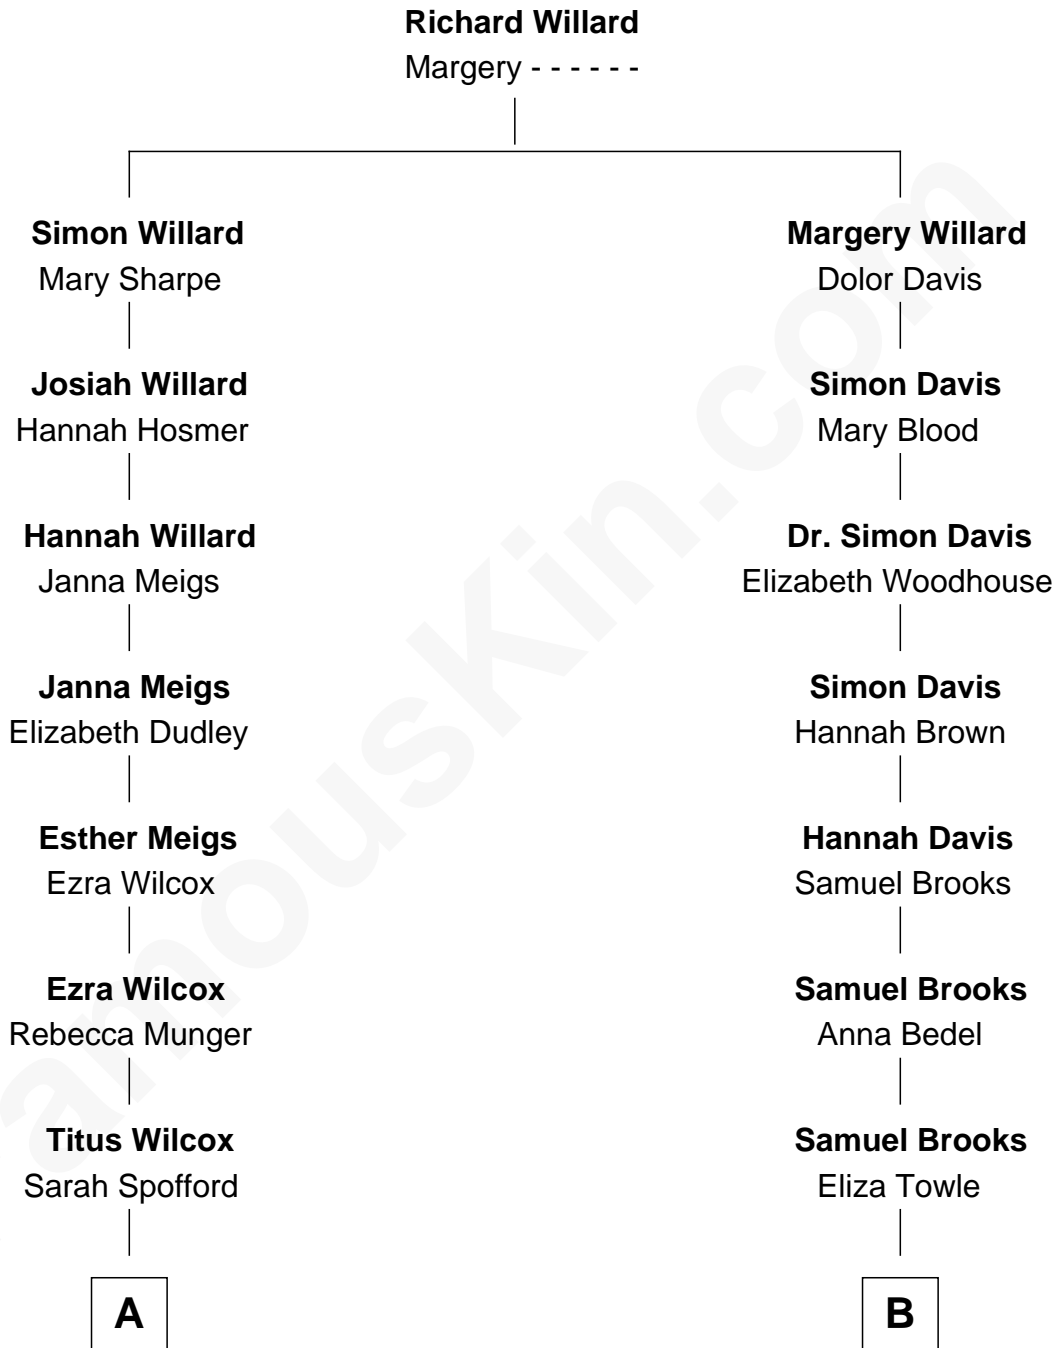 Richard Willard
Margery - - - - - -
Simon Willard
Mary Sharpe
Margery Willard
Dolor Davis
Josiah Willard
Hannah Hosmer
Simon Davis
Mary Blood
Hannah Willard
Janna Meigs
Dr. Simon Davis
Elizabeth Woodhouse
Janna Meigs
Elizabeth Dudley
Simon Davis
Hannah Brown
Esther Meigs
Ezra Wilcox
Hannah Davis
Samuel Brooks
Ezra Wilcox
Rebecca Munger
Samuel Brooks
Anna Bedel
Titus Wilcox
Sarah Spofford
Samuel Brooks
Eliza Towle
A
B
amouskin.com